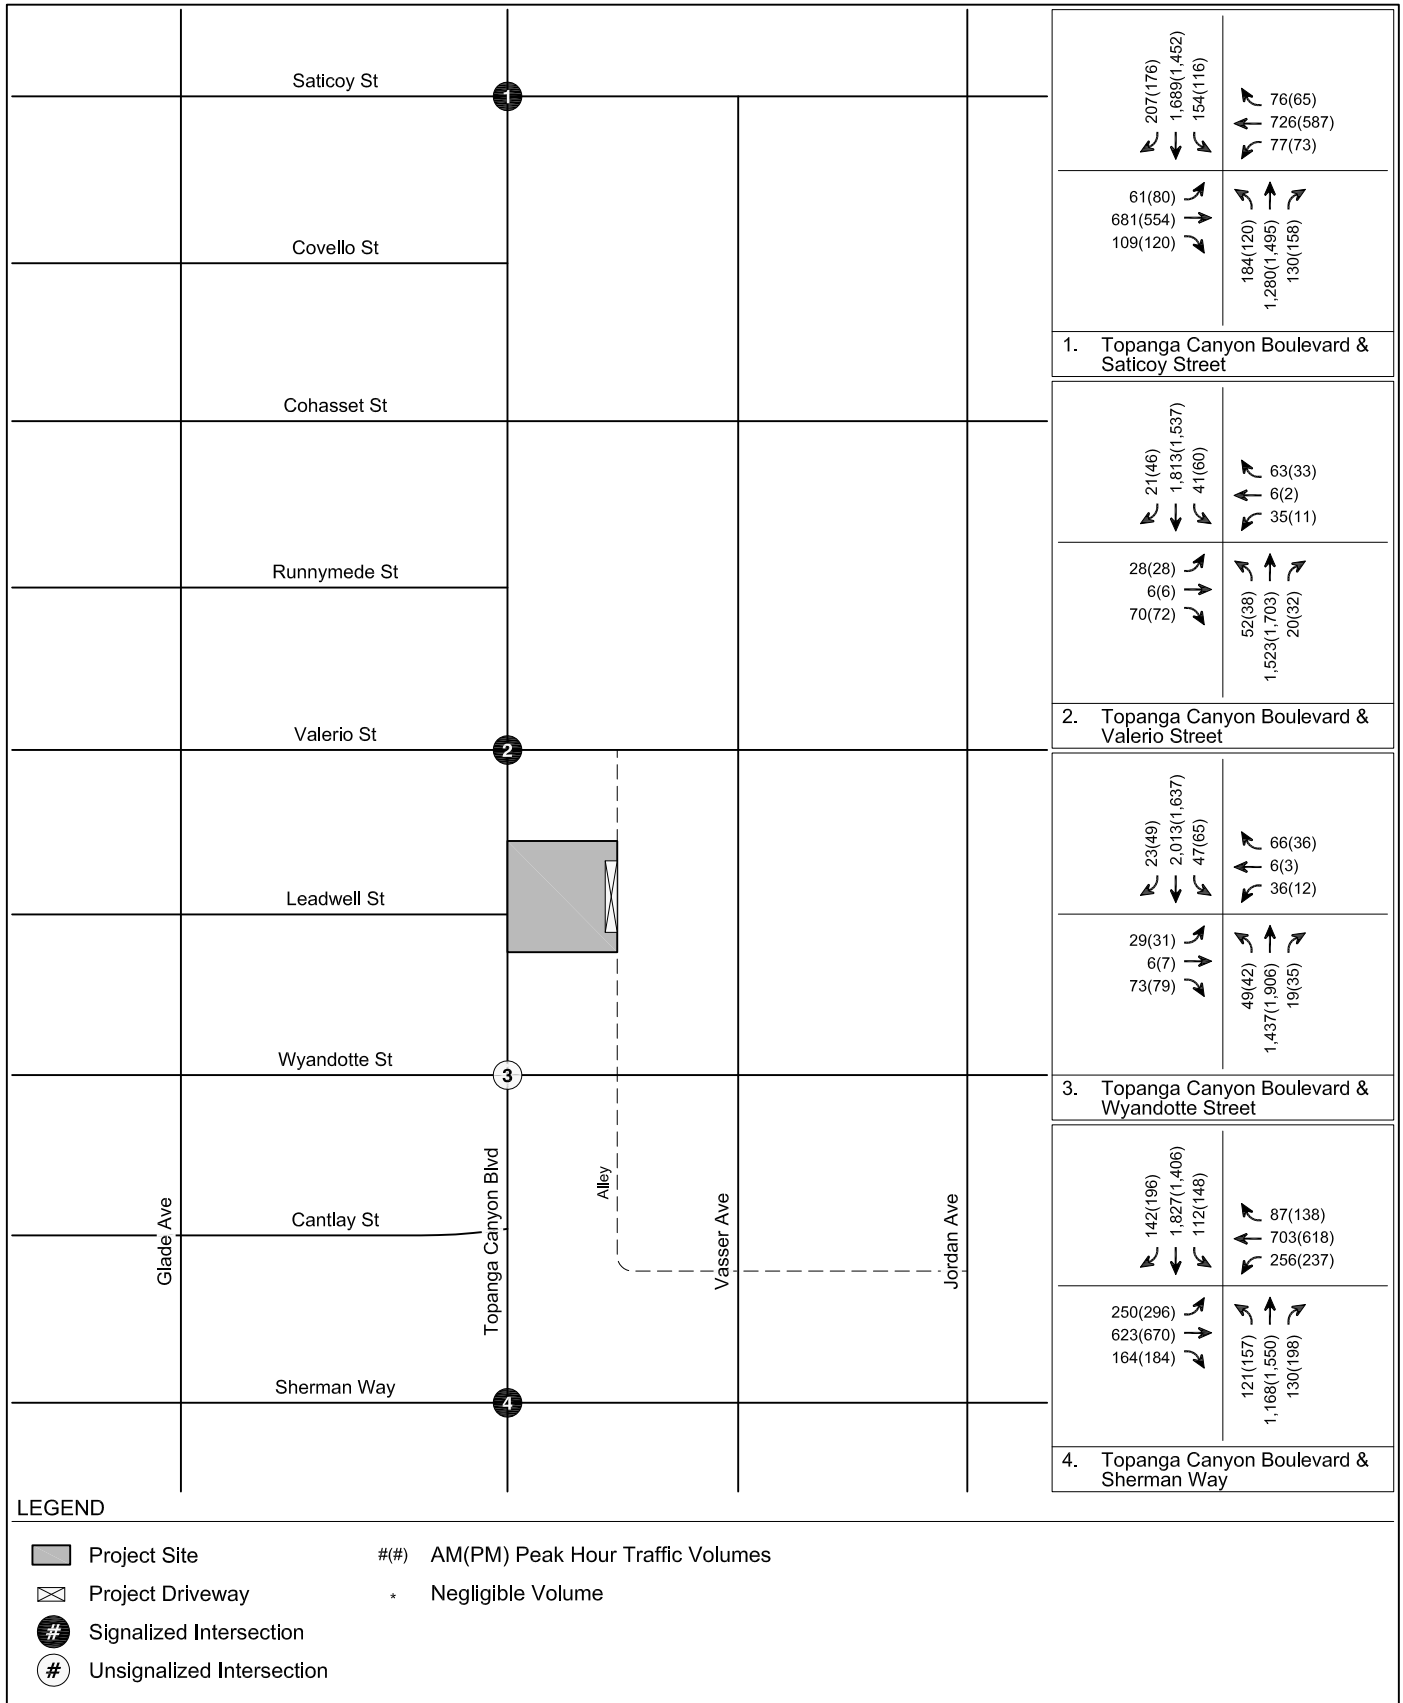 Saticoy St
1
Covello St
Cohasset St
Runnymede St
Valerio St
2
Leadwell St
Wyandotte St
3
Cantlay St
Glade Ave
Topanga Canyon Blvd
Alley
Vasser Ave
Jordan Ave
Sherman Way
4
207(176)
1,689(1,452)
154(116)
76(65)
726(587)
77(73)
61(80)
681(554)
109(120)
184(120)
1,280(1,495)
130(158)
1. Topanga Canyon Boulevard &
Saticoy Street
21(46)
1,813(1,537)
41(60)
63(33)
6(2)
35(11)
28(28)
6(6)
70(72)
52(38)
1,523(1,703)
20(32)
2. Topanga Canyon Boulevard &
Valerio Street
23(49)
2,013(1,637)
47(65)
66(36)
6(3)
36(12)
29(31)
6(7)
73(79)
49(42)
1,437(1,906)
19(35)
3. Topanga Canyon Boulevard &
Wyandotte Street
142(196)
1,827(1,406)
112(148)
87(138)
703(618)
256(237)
250(296)
623(670)
164(184)
121(157)
1,168(1,550)
130(198)
4. Topanga Canyon Boulevard &
Sherman Way
LEGEND
Project Site
#(#) AM(PM) Peak Hour Traffic Volumes
Project Driveway
* Negligible Volume
# Signalized Intersection
# Unsignalized Intersection